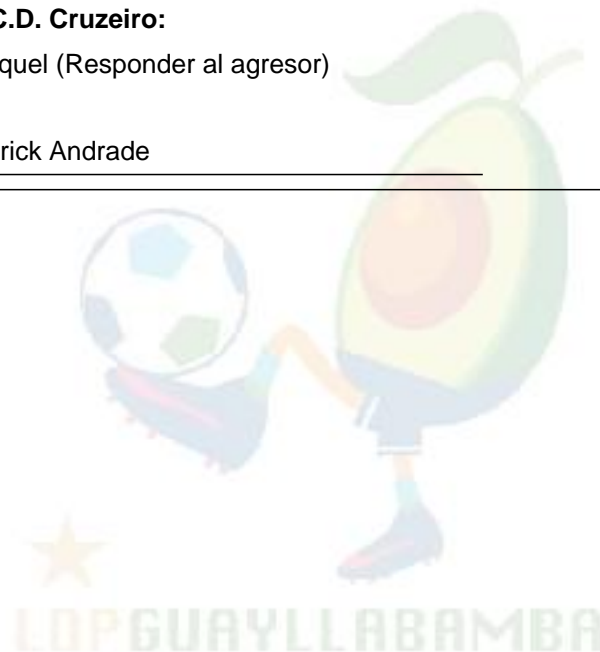 C.D. Cruzeiro:
quel (Responder al agresor)
rick Andrade
LDPGUAYLLABAMBA